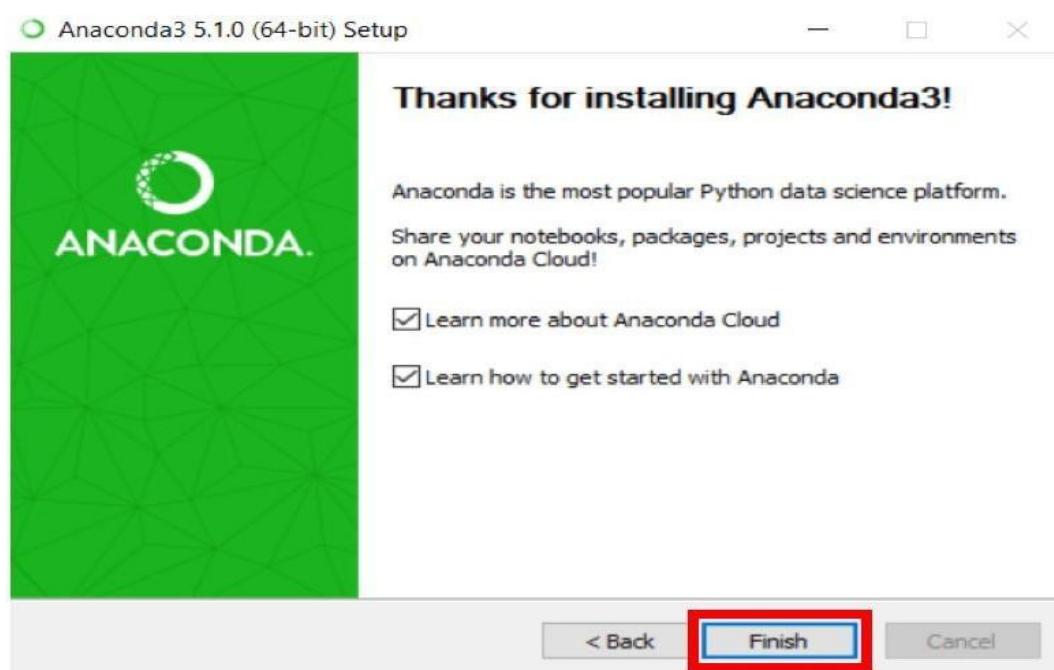 Anaconda3 5.1.0 (64-bit) Setup
Thanks for installing Anaconda3!
ANACONDA.
Anaconda is the most popular Python data science platform.
Share your notebooks, packages, projects and environments
on Anaconda Cloud!
Learn more about Anaconda Cloud
Learn how to get started with Anaconda
< Back Finish Cancel